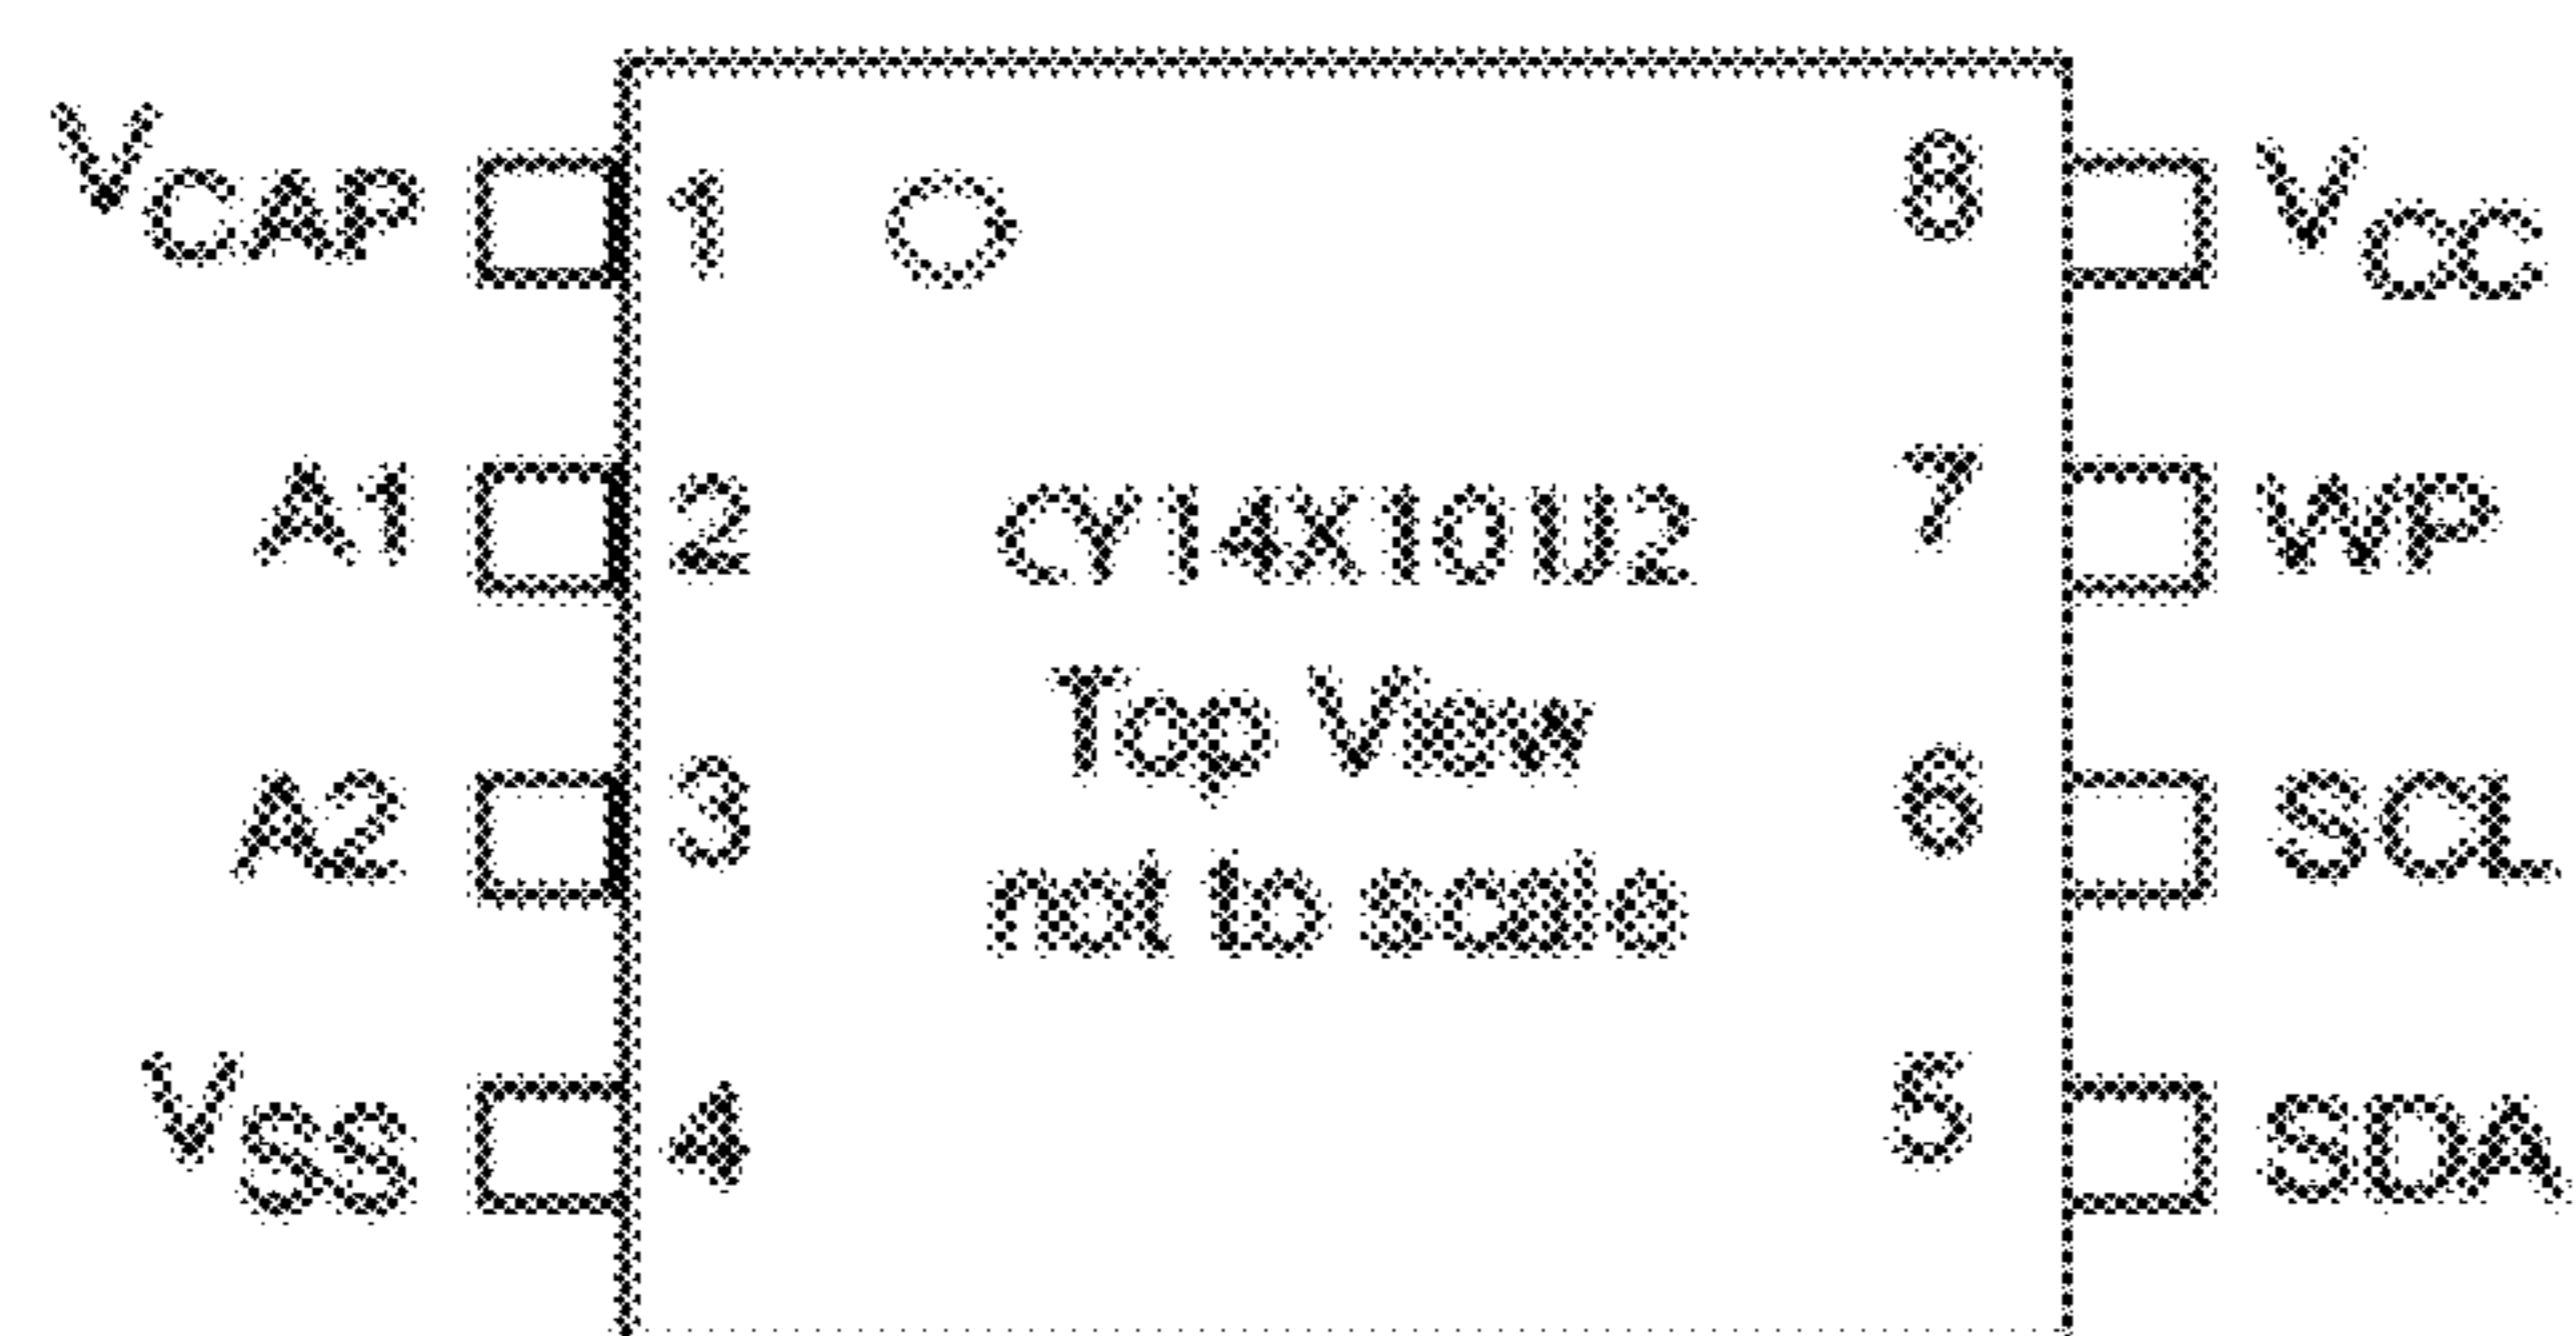 VCAP 1 8 VCC
A1 2 CY14X101U2 7 WP
Top View
A2 3 6 SCL
not to scale
VSS 4 5 SDA